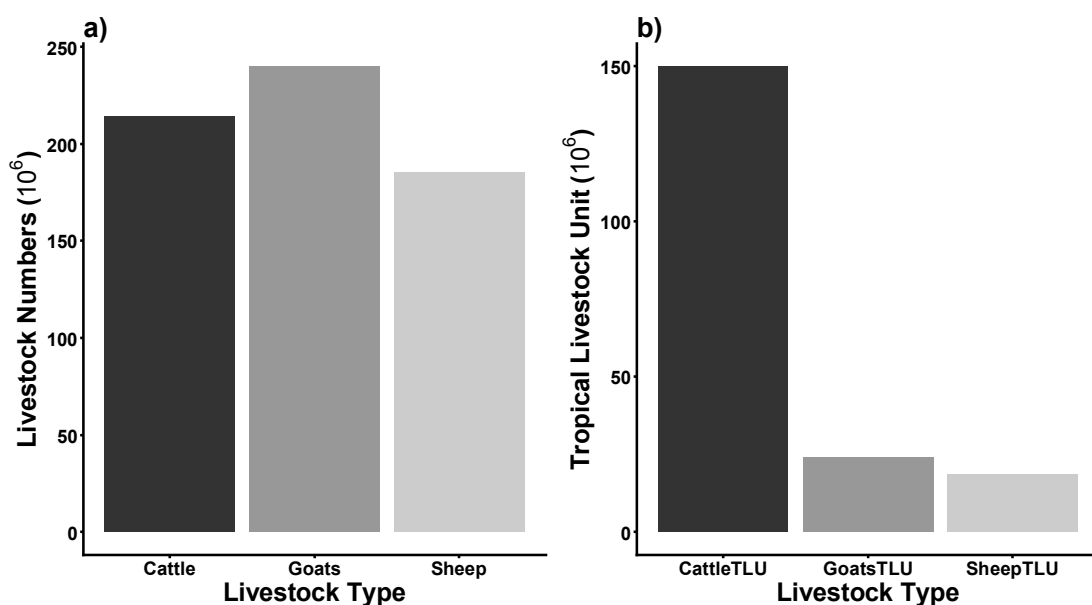 a)
Livestock Numbers (10⁶)
250
200
150
100
50
0
Cattle Goats Sheep
Livestock Type
b)
Tropical Livestock Unit (10⁶)
150
100
50
0
CattleTLU GoatsTLU SheepTLU
Livestock Type